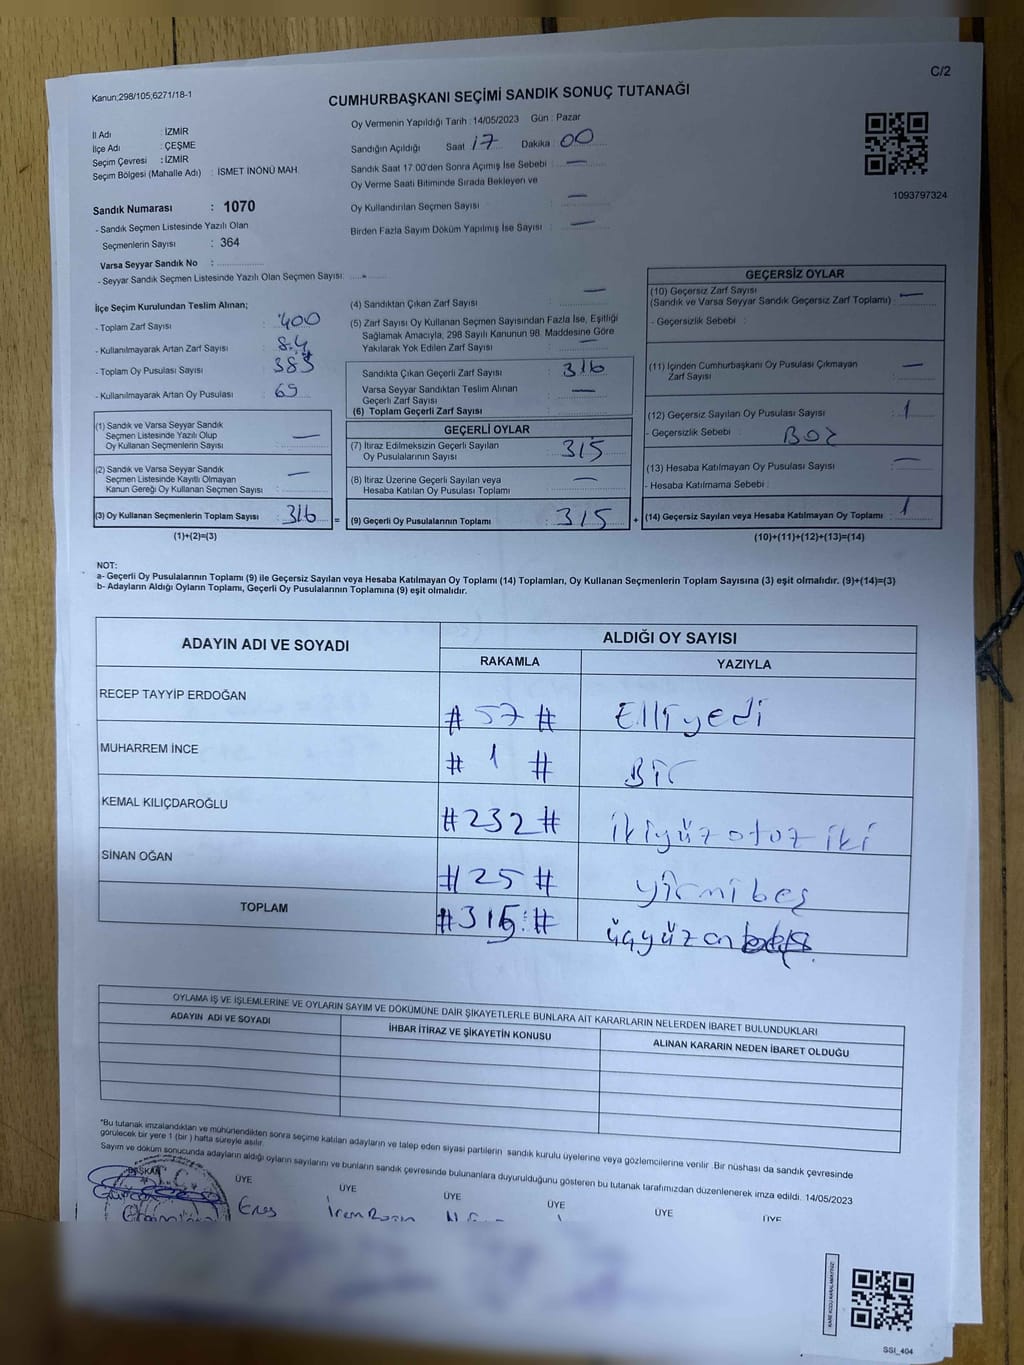 C/2
Kanun;298/105;6271/18-1
CUMHURBAŞKANI SEÇİMİ SANDIK SONUÇ TUTANAĞI
İl Adı : İZMİR
İlçe Adı : ÇEŞME
Seçim Çevresi : İZMİR
Seçim Bölgesi (Mahalle Adı) : İSMET İNÖNÜ MAH.
Sandık Numarası : 1070
- Sandık Seçmen Listesinde Yazılı Olan
Seçmenlerin Sayısı : 364
Varsa Seyyar Sandık No :
- Seyyar Sandık Seçmen Listesinde Yazılı Olan Seçmen Sayısı:
Oy Vermenin Yapıldığı Tarih : 14/05/2023 Gün : Pazar
Sandığın Açıldığı Saat 17 Dakika 00
Sandık Saat 17:00'den Sonra Açımış İse Sebebi : —
Oy Verme Saati Bitiminde Sırada Bekleyen ve
Oy Kullandırılan Seçmen Sayısı : —
Birden Fazla Sayım Döküm Yapılmış İse Sayısı : —
1093797324
İlçe Seçim Kurulundan Teslim Alınan;
- Toplam Zarf Sayısı : 400
- Kullanılmayarak Artan Zarf Sayısı : 84
- Toplam Oy Pusulası Sayısı :
- Kullanılmayarak Artan Oy Pusulası : 69
(1) Sandık ve Varsa Seyyar Sandık
Seçmen Listesinde Yazılı Olup
Oy Kullanan Seçmenlerin Sayısı : —
(2) Sandık ve Varsa Seyyar Sandık
Seçmen Listesinde Kayıtlı Olmayan
Kanun Gereği Oy Kullanan Seçmen Sayısı : —
(3) Oy Kullanan Seçmenlerin Toplam Sayısı : 316
(1)+(2)=(3)
(4) Sandıktan Çıkan Zarf Sayısı : —
(5) Zarf Sayısı Oy Kullanan Seçmen Sayısından Fazla İse, Eşitliği
Sağlamak Amacıyla, 298 Sayılı Kanunun 98. Maddesine Göre
Yakılarak Yok Edilen Zarf Sayısı : —
Sandıkta Çıkan Geçerli Zarf Sayısı : 316
Varsa Seyyar Sandıktan Teslim Alınan
Geçerli Zarf Sayısı : —
(6) Toplam Geçerli Zarf Sayısı
GEÇERLİ OYLAR
(7) İtiraz Edilmeksizin Geçerli Sayılan
Oy Pusulalarının Sayısı : 315
(8) İtiraz Üzerine Geçerli Sayılan veya
Hesaba Katılan Oy Pusulası Toplamı : —
= (9) Geçerli Oy Pusulalarının Toplamı : 315
GEÇERSİZ OYLAR
(10) Geçersiz Zarf Sayısı
(Sandık ve Varsa Seyyar Sandık Geçersiz Zarf Toplamı) : —
- Geçersizlik Sebebi :
(11) İçinden Cumhurbaşkanı Oy Pusulası Çıkmayan
Zarf Sayısı : —
(12) Geçersiz Sayılan Oy Pusulası Sayısı : 1
- Geçersizlik Sebebi : BOZ
(13) Hesaba Katılmayan Oy Pusulası Sayısı : —
- Hesaba Katılmama Sebebi :
+ (14) Geçersiz Sayılan veya Hesaba Katılmayan Oy Toplamı : 1
(10)+(11)+(12)+(13)=(14)
NOT:
a- Geçerli Oy Pusulalarının Toplamı (9) ile Geçersiz Sayılan veya Hesaba Katılmayan Oy Toplamı (14) Toplamları, Oy Kullanan Seçmenlerin Toplam Sayısına (3) eşit olmalıdır. (9)+(14)=(3)
b- Adayların Aldığı Oyların Toplamı, Geçerli Oy Pusulalarının Toplamına (9) eşit olmalıdır.
ADAYIN ADI VE SOYADI
ALDIĞI OY SAYISI
RAKAMLA YAZIYLA
RECEP TAYYİP ERDOĞAN # 57 # Elliyedi
MUHARREM İNCE # 1 # Bir
KEMAL KILIÇDAROĞLU #232# ikiyüzotuziki
SİNAN OĞAN #25# yirmibeş
TOPLAM #315# üçyüzon
OYLAMA İŞ VE İŞLEMLERİNE VE OYLARIN SAYIM VE DÖKÜMÜNE DAİR ŞİKAYETLERLE BUNLARA AİT KARARLARIN NELERDEN İBARET BULUNDUKLARI
ADAYIN ADI VE SOYADI İHBAR İTİRAZ VE ŞİKAYETİN KONUSU ALINAN KARARIN NEDEN İBARET OLDUĞU
*Bu tutanak imzalandıktan ve mühürlendikten sonra seçime katılan adayların ve talep eden siyasi partilerin sandık kurulu üyelerine veya gözlemcilerine verilir. Bir nüshası da sandık çevresinde
görülecek bir yere 1 (bir ) hafta süreyle asılır.
Sayım ve döküm sonucunda adayların aldığı oyların sayılarını ve bunların sandık çevresinde bulunanlara duyurulduğunu gösteren bu tutanak tarafımızdan düzenlenerek imza edildi. 14/05/2023
BAŞKAN ÜYE ÜYE ÜYE ÜYE ÜYE ÜYE
Enes İrem
KARE KODU KARALAMAYINIZ!
SSI_404